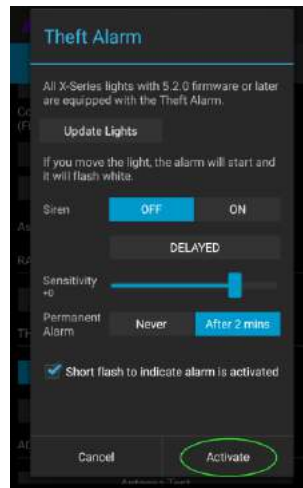 Theft Alarm
All X-Series lights with 5.2.0 firmware or later
are equipped with the Theft Alarm.
Update Lights
If you move the light, the alarm will start and
it will flash white.
Siren OFF ON
DELAYED
Sensitivity
+0
Permanent
Alarm Never After 2 mins
Short flash to indicate alarm is activated
Cancel Activate